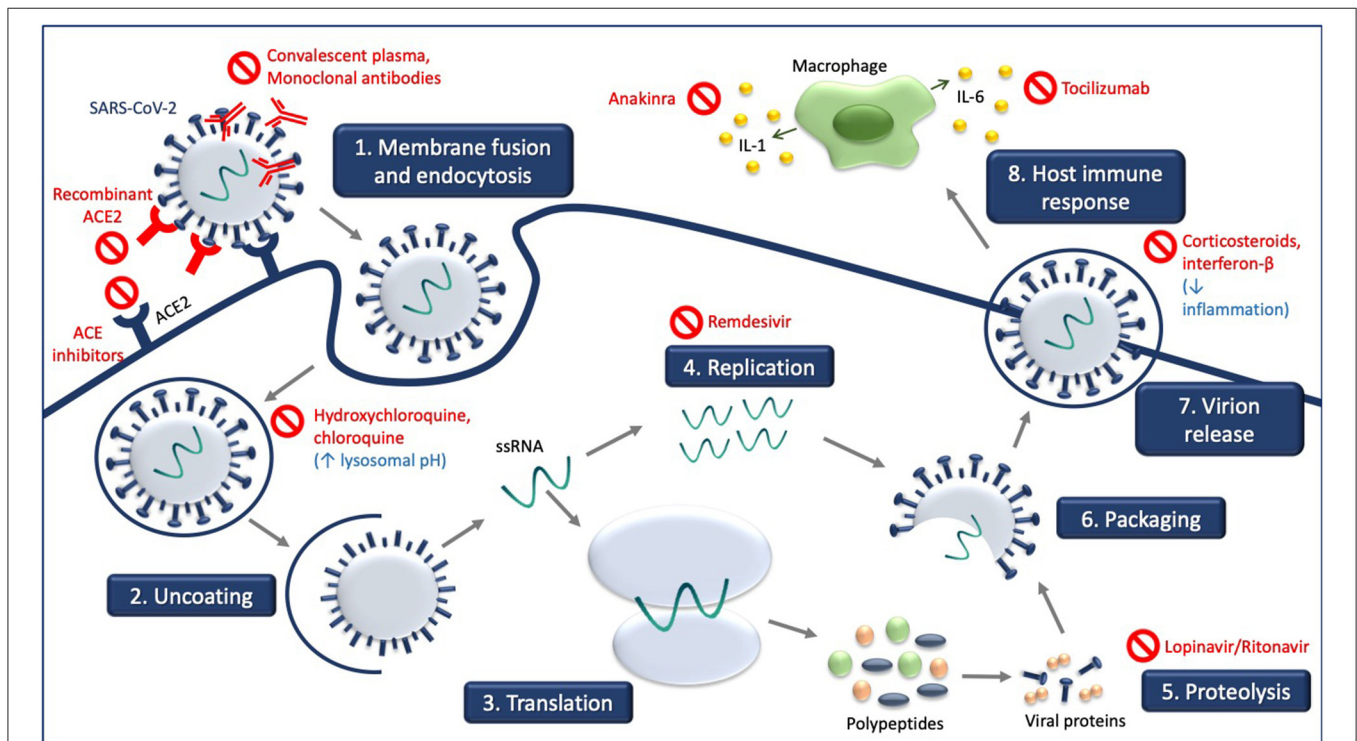 Convalescent plasma,
Monoclonal antibodies
SARS-CoV-2
1. Membrane fusion
and endocytosis
Recombinant
ACE2
ACE2
ACE
inhibitors
Macrophage
Anakinra
IL-1
IL-6
Tocilizumab
8. Host immune
response
Corticosteroids,
interferon-β
(↓
inflammation)
Remdesivir
4. Replication
7. Virion
release
Hydroxychloroquine,
chloroquine
(↑ lysosomal pH)
ssRNA
6. Packaging
2. Uncoating
3. Translation
Polypeptides
Viral proteins
Lopinavir/Ritonavir
5. Proteolysis